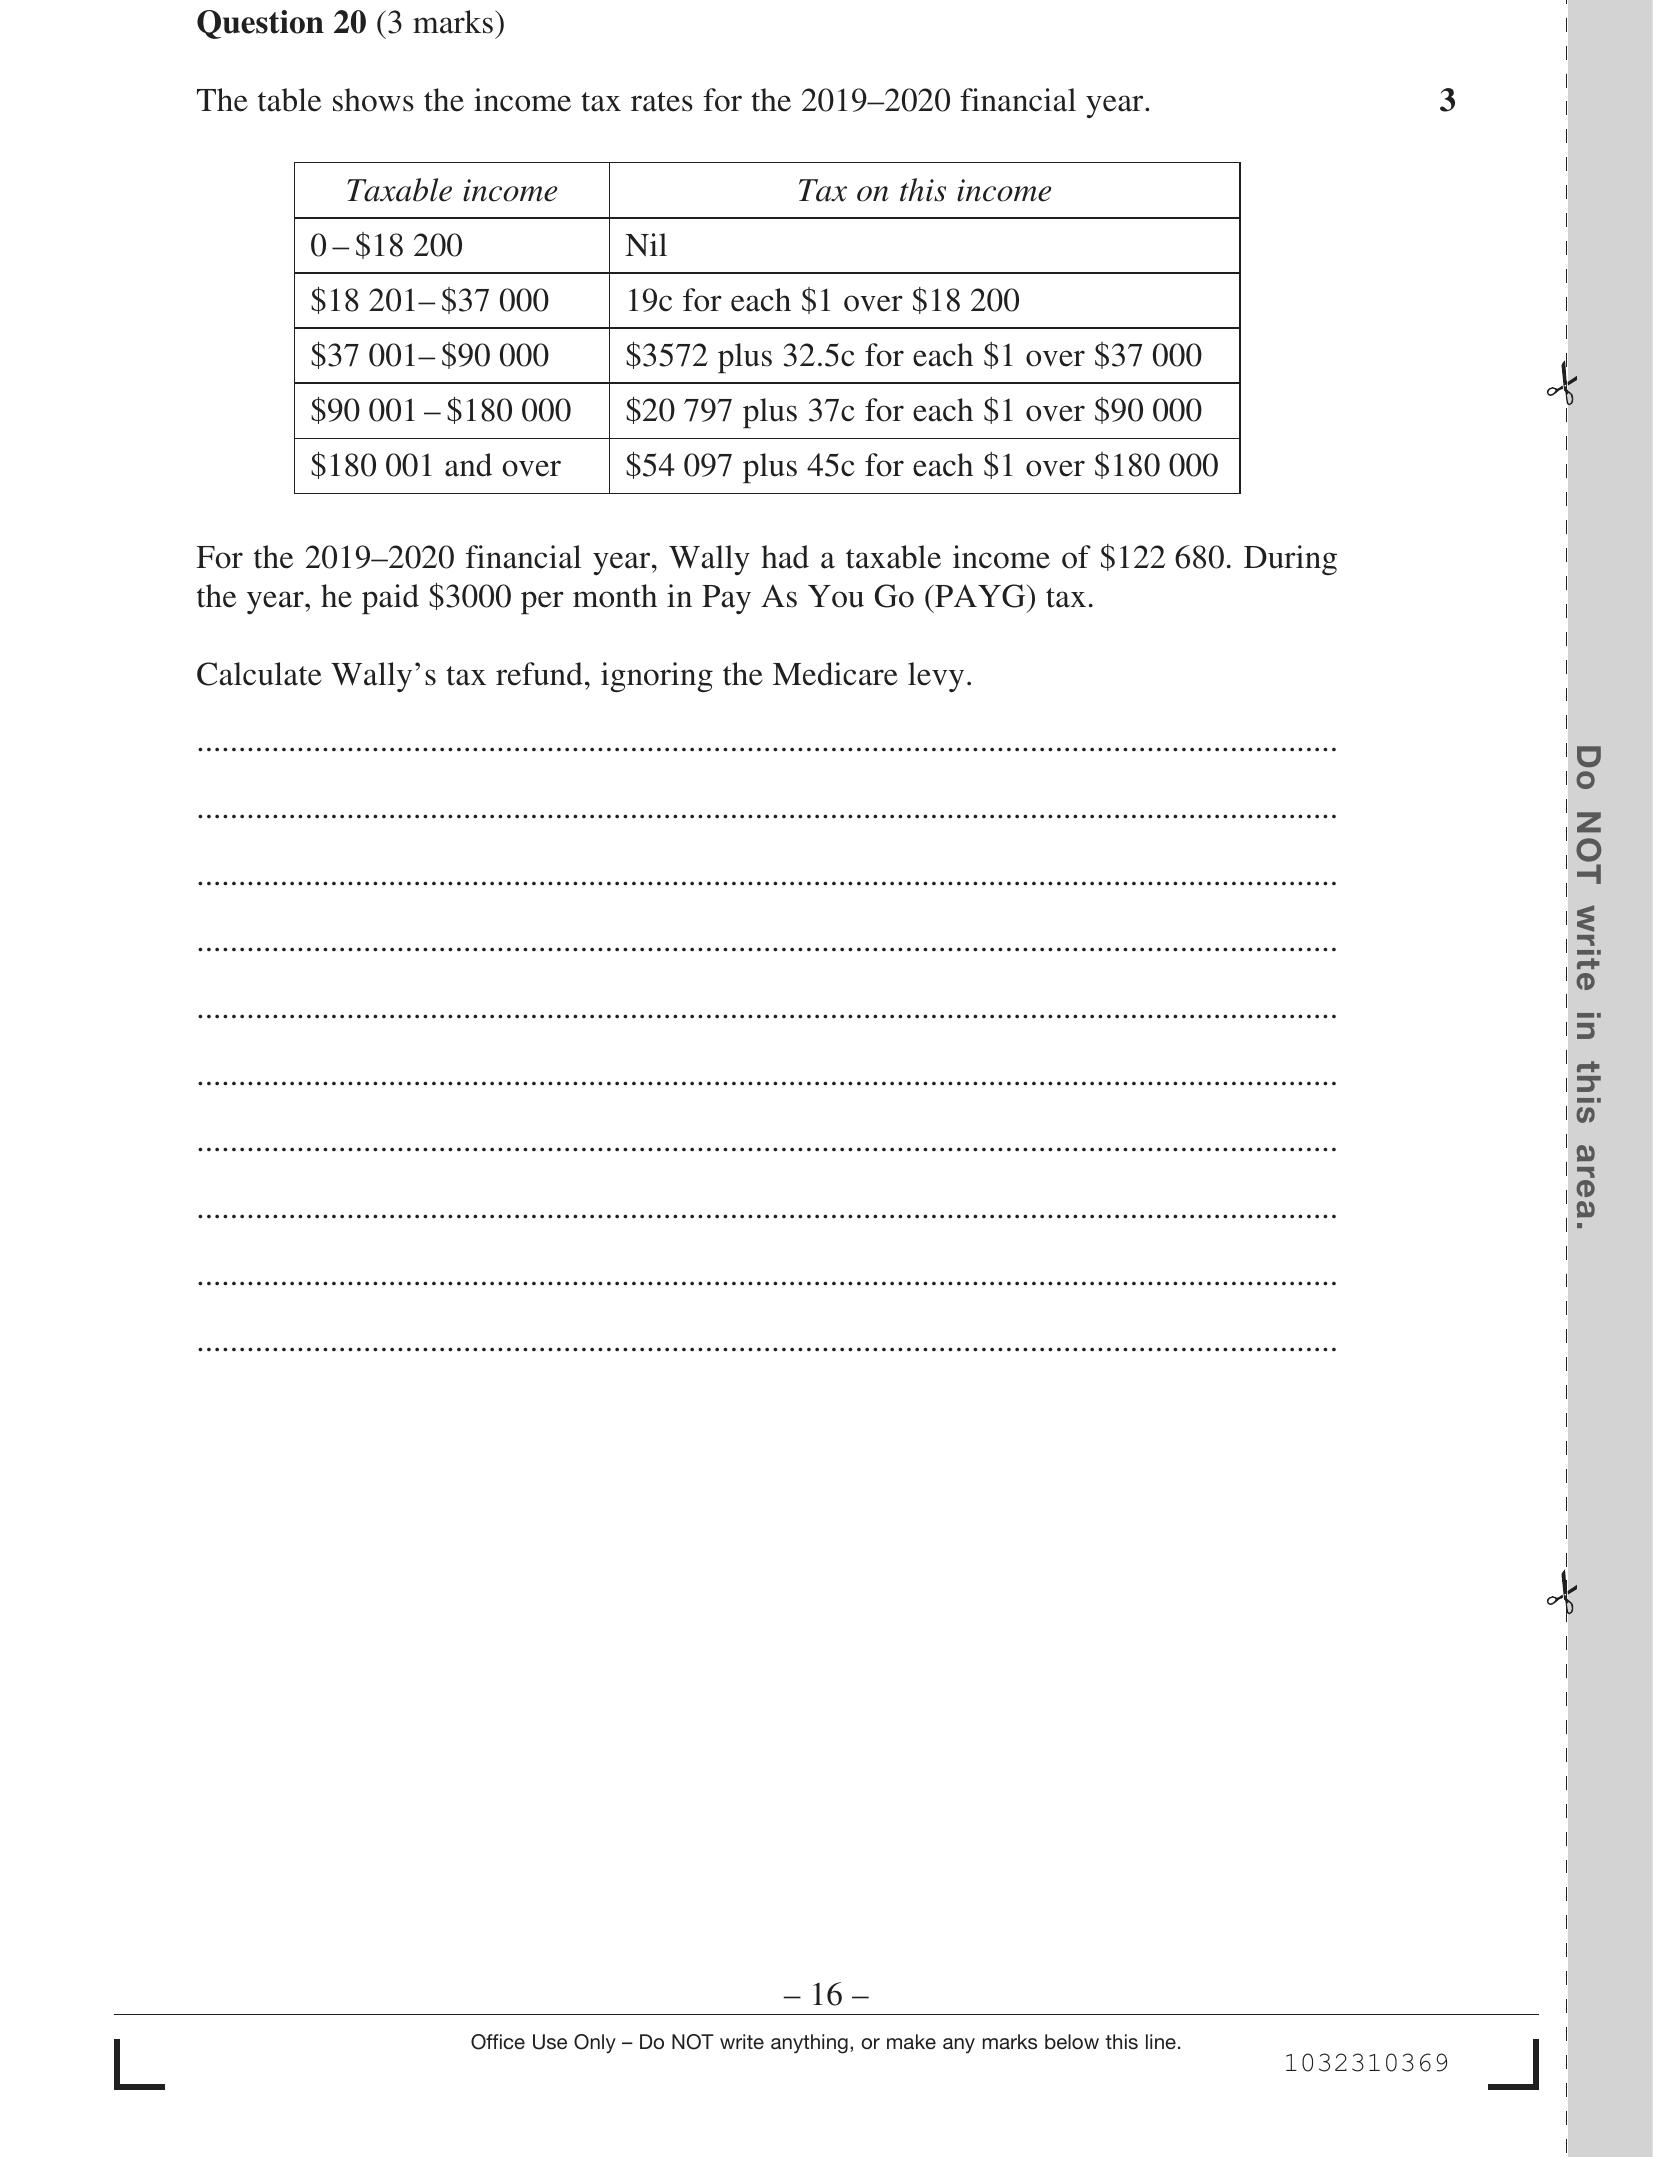 Question 20 (3 marks)
The table shows the income tax rates for the 2019–2020 financial year. 3
Taxable income Tax on this income
0–$18 200 Nil
$18 201–$37 000 19c for each $1 over $18 200
$37 001–$90 000 $3572 plus 32.5c for each $1 over $37 000
$90 001–$180 000 $20 797 plus 37c for each $1 over $90 000
$180 001 and over $54 097 plus 45c for each $1 over $180 000
For the 2019–2020 financial year, Wally had a taxable income of $122 680. During
the year, he paid $3000 per month in Pay As You Go (PAYG) tax.
Calculate Wally’s tax refund, ignoring the Medicare levy.
Do NOT write in this area.
– 16 –
Office Use Only – Do NOT write anything, or make any marks below this line.
1032310369